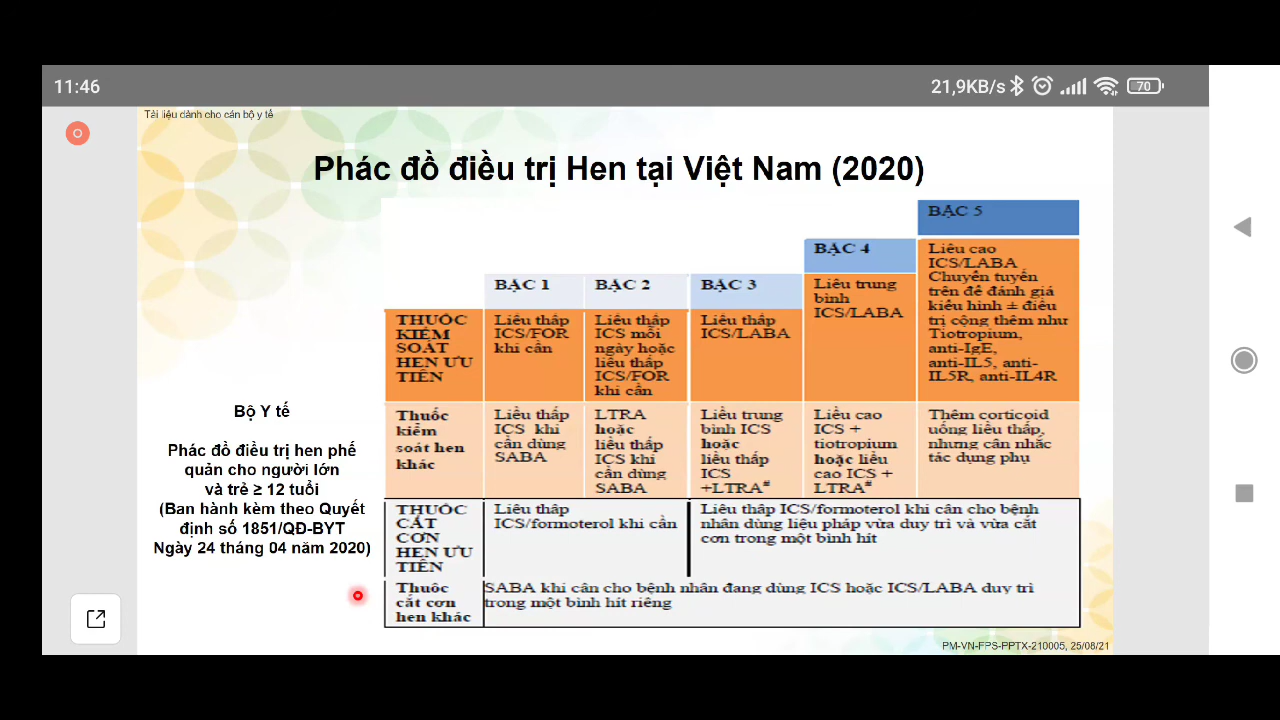 11:46
21,9KB/s
70
Tài liệu dành cho cán bộ y tế
Phác đồ điều trị Hen tại Việt Nam (2020)
BẬC 5
BẬC 4
BẬC 1
BẬC 2
BẬC 3
THUỐC
KIỂM
SOÁT
HEN ƯU
TIÊN
Liều thấp
ICS/FOR
khi cần
Liều thấp
ICS mỗi
ngày hoặc
liều thấp
ICS/FOR
khi cần
Liều thấp
ICS/LABA
Liều trung
bình
ICS/LABA
Liều cao
ICS/LABA
Chuyển tuyến
trên để đánh giá
kiểu hình ± điều
trị cộng thêm như
Tiotropium,
anti-IgE,
anti-IL5, anti-
IL5R, anti-IL4R
Thuốc
kiểm
soát hen
khác
Liều thấp
ICS khi
cần dùng
SABA
LTRA
hoặc
liều thấp
ICS khi
cần dùng
SABA
Liều trung
bình ICS
hoặc
liều thấp
ICS
+LTRA#
Liều cao
ICS +
tiotropium
hoặc liều
cao ICS +
LTRA#
Thêm corticoid
uống liều thấp,
nhưng cân nhắc
tác dụng phụ
THUỐC
CẮT
CƠN
HEN ƯU
TIÊN
Liều thấp
ICS/formoterol khi cần
Liều thấp ICS/formoterol khi cần cho bệnh
nhân dùng liệu pháp vừa duy trì và vừa cắt
cơn trong một bình hít
Thuốc
cắt cơn
hen khác
SABA khi cần cho bệnh nhân đang dùng ICS hoặc ICS/LABA duy trì
trong một bình hít riêng
Bộ Y tế
Phác đồ điều trị hen phế
quản cho người lớn
và trẻ ≥ 12 tuổi
(Ban hành kèm theo Quyết
định số 1851/QĐ-BYT
Ngày 24 tháng 04 năm 2020)
PM-VN-FPS-PPTX-210005, 25/08/21